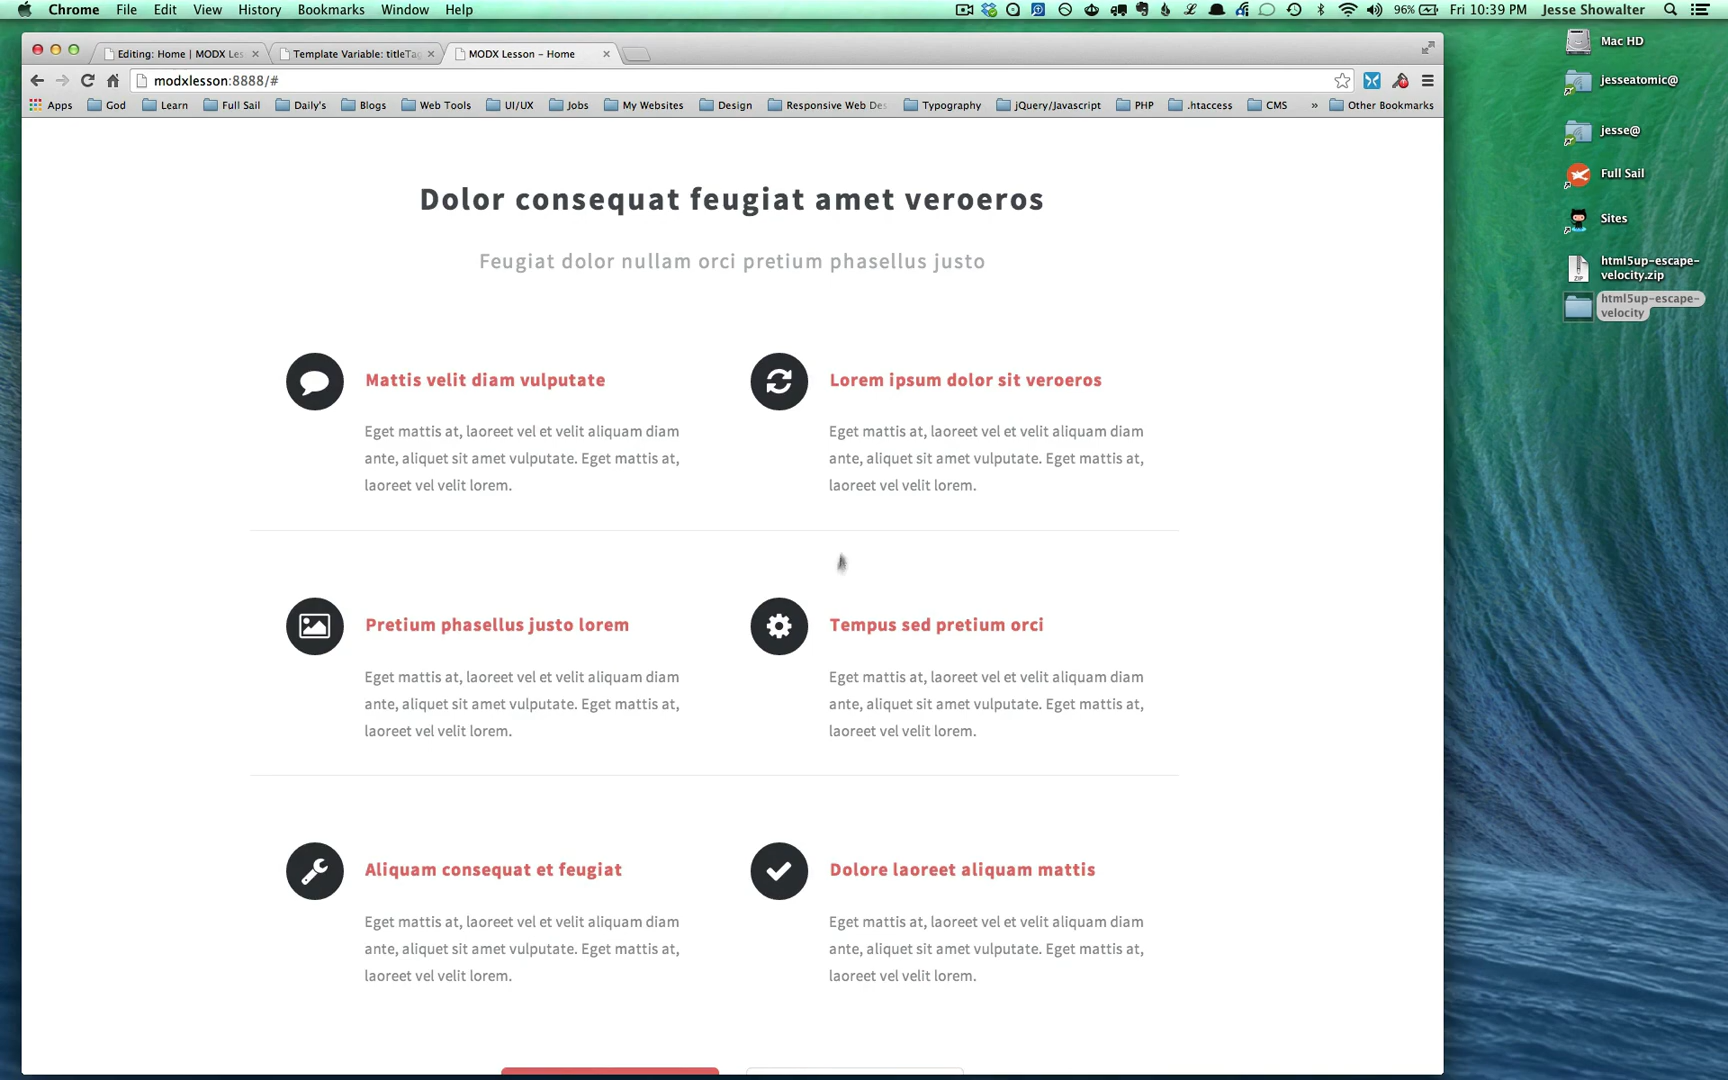 Chrome File Edit View History Bookmarks Window Help
96% Fri 10:39 PM Jesse Showalter
Editing: Home | MODX Les
Template Variable: titleTag
MODX Lesson – Home
modxlesson:8888/#
Apps God Learn Full Sail Daily's Blogs Web Tools UI/UX Jobs My Websites Design Responsive Web Des Typography jQuery/Javascript PHP .htaccess CMS » Other Bookmarks
Dolor consequat feugiat amet veroeros
Feugiat dolor nullam orci pretium phasellus justo
Mattis velit diam vulputate
Eget mattis at, laoreet vel et velit aliquam diam
ante, aliquet sit amet vulputate. Eget mattis at,
laoreet vel velit lorem.
Lorem ipsum dolor sit veroeros
Eget mattis at, laoreet vel et velit aliquam diam
ante, aliquet sit amet vulputate. Eget mattis at,
laoreet vel velit lorem.
Pretium phasellus justo lorem
Eget mattis at, laoreet vel et velit aliquam diam
ante, aliquet sit amet vulputate. Eget mattis at,
laoreet vel velit lorem.
Tempus sed pretium orci
Eget mattis at, laoreet vel et velit aliquam diam
ante, aliquet sit amet vulputate. Eget mattis at,
laoreet vel velit lorem.
Aliquam consequat et feugiat
Eget mattis at, laoreet vel et velit aliquam diam
ante, aliquet sit amet vulputate. Eget mattis at,
laoreet vel velit lorem.
Dolore laoreet aliquam mattis
Eget mattis at, laoreet vel et velit aliquam diam
ante, aliquet sit amet vulputate. Eget mattis at,
laoreet vel velit lorem.
Mac HD
jesseatomic@
jesse@
Full Sail
Sites
html5up-escape-
velocity.zip
html5up-escape-
velocity